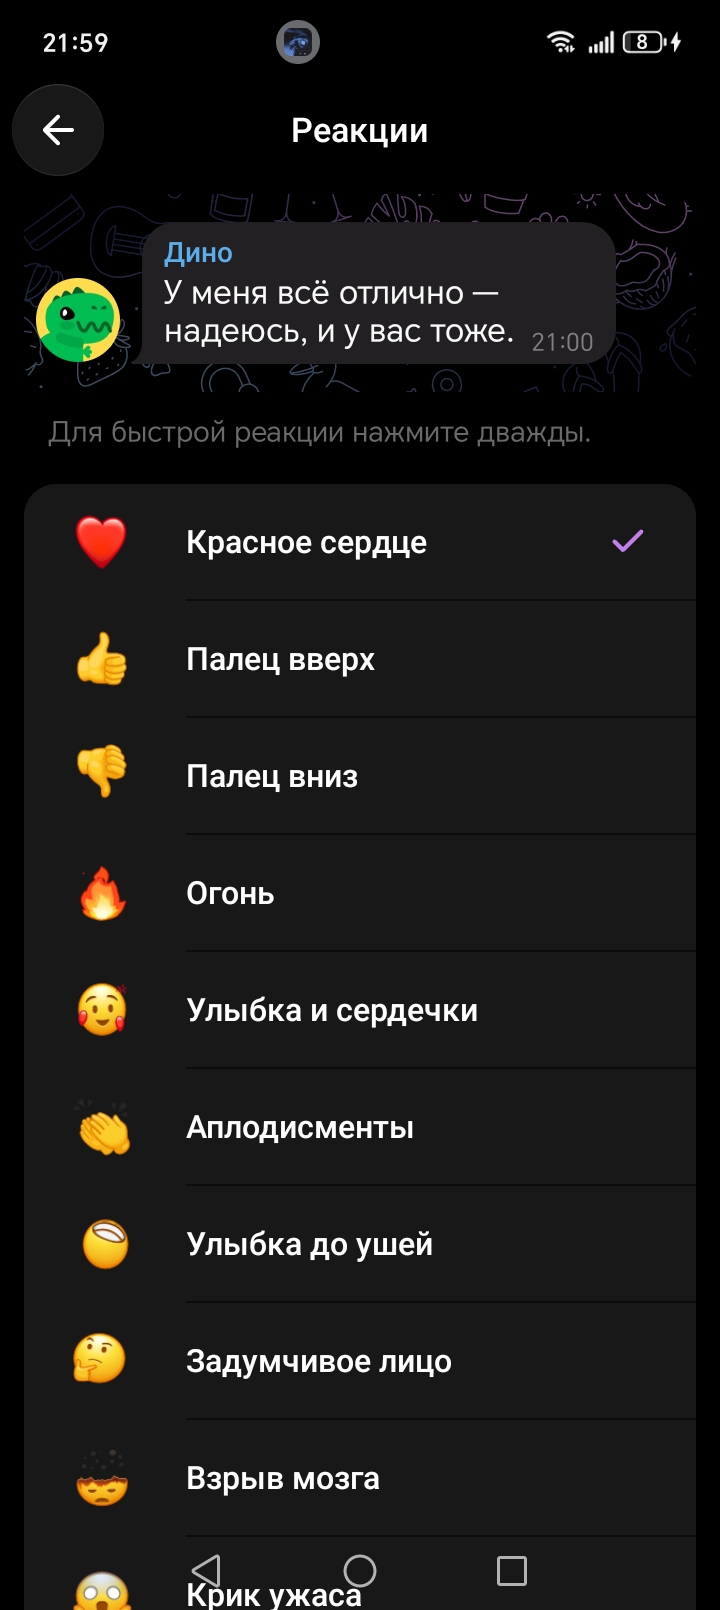 21:59
8
Реакции
Дино
У меня всё отлично —
надеюсь, и у вас тоже.
21:00
Для быстрой реакции нажмите дважды.
Красное сердце
Палец вверх
Палец вниз
Огонь
Улыбка и сердечки
Аплодисменты
Улыбка до ушей
Задумчивое лицо
Взрыв мозга
Крик ужаса